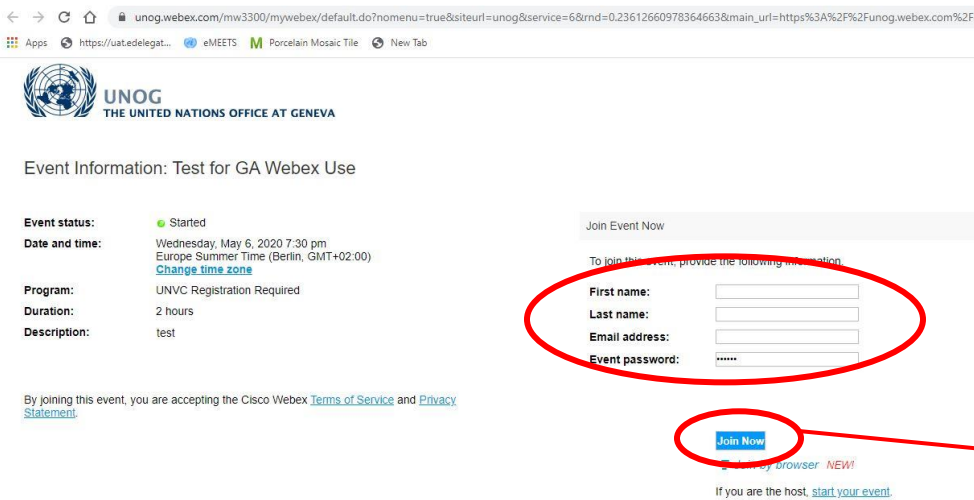 unog.webex.com/mw3300/mywebex/default.do?nomenu=true&siteurl=unog&service=6&rnd=0.23612660978364663&main_url=https%3A%2F%2Funog.webex.com%2F
Apps https://uat.edelegat... eMEETS M Porcelain Mosaic Tile New Tab
UNOG
THE UNITED NATIONS OFFICE AT GENEVA
Event Information: Test for GA Webex Use
Event status: Started
Date and time: Wednesday, May 6, 2020 7:30 pm
Europe Summer Time (Berlin, GMT+02:00)
Change time zone
Program: UNVC Registration Required
Duration: 2 hours
Description: test
By joining this event, you are accepting the Cisco Webex Terms of Service and Privacy
Statement.
Join Event Now
To join this event, provide the following information.
First name:
Last name:
Email address:
Event password: ••••••
Join Now
Join by browser NEW!
If you are the host, start your event.